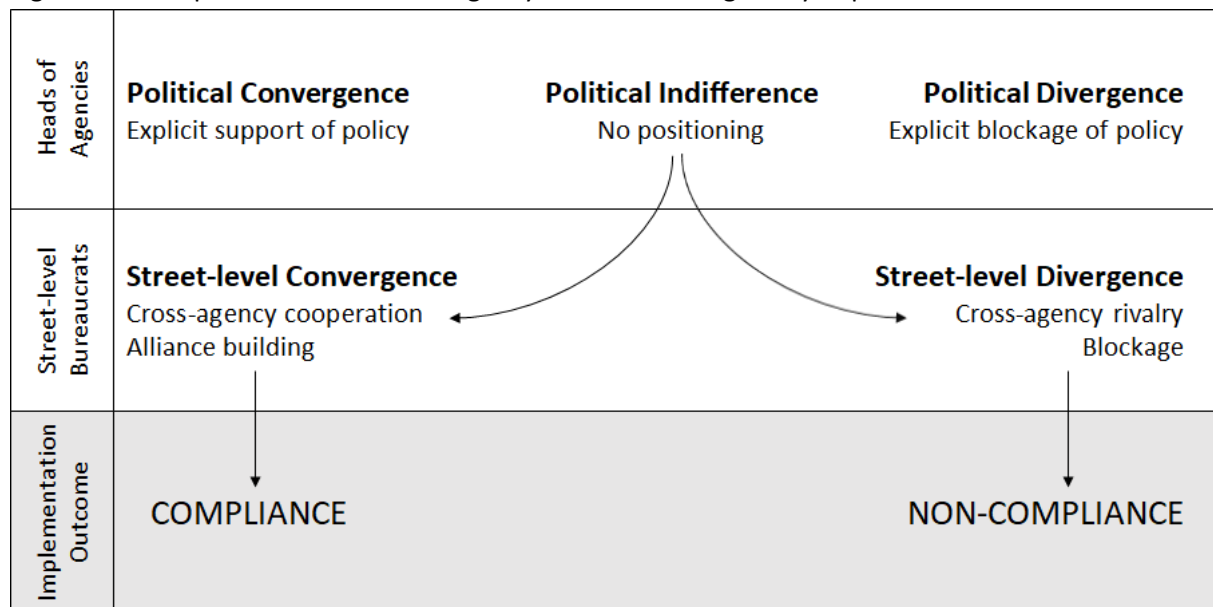 Heads of
Agencies
Political Convergence
Explicit support of policy
Political Indifference
No positioning
Political Divergence
Explicit blockage of policy
Street-level
Bureaucrats
Street-level Convergence
Cross-agency cooperation
Alliance building
Street-level Divergence
Cross-agency rivalry
Blockage
Implementation
Outcome
COMPLIANCE
NON-COMPLIANCE